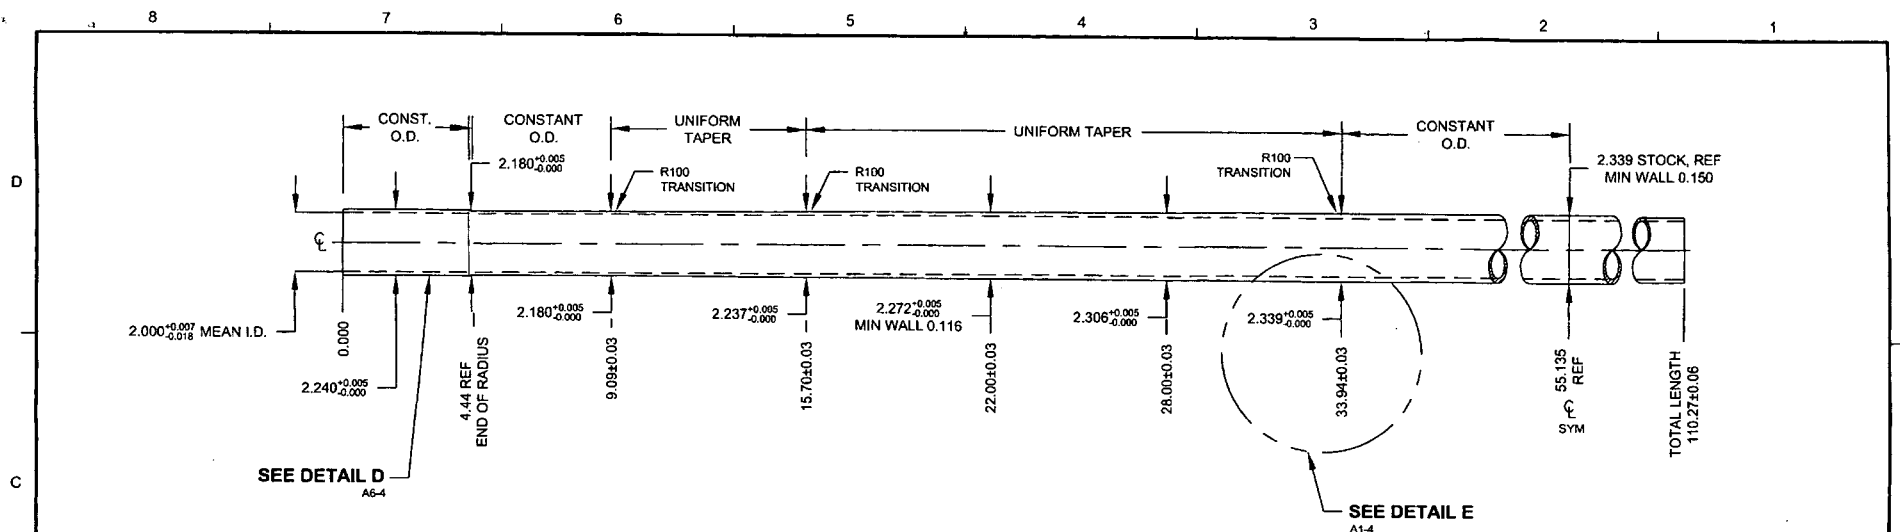 8 7 6 5 4 3 2 1
CONST.
O.D.
CONSTANT
O.D.
UNIFORM
TAPER
UNIFORM TAPER
CONSTANT
O.D.
2.180 +0.005 -0.000
R100
TRANSITION
R100
TRANSITION
R100
TRANSITION
2.339 STOCK, REF
MIN WALL 0.150
D
℄
2.000 +0.007 -0.018 MEAN I.D.
0.000
2.240 +0.005 -0.000
4.44 REF
END OF RADIUS
2.180 +0.005 -0.000
9.09±0.03
2.237 +0.005 -0.000
15.70±0.03
2.272 +0.005 -0.000
MIN WALL 0.116
22.00±0.03
2.306 +0.005 -0.000
28.00±0.03
2.339 +0.005 -0.000
33.94±0.03
55.135
REF
℄
SYM
TOTAL LENGTH
110.27±0.06
SEE DETAIL D
A6-4
C
SEE DETAIL E
A1-4